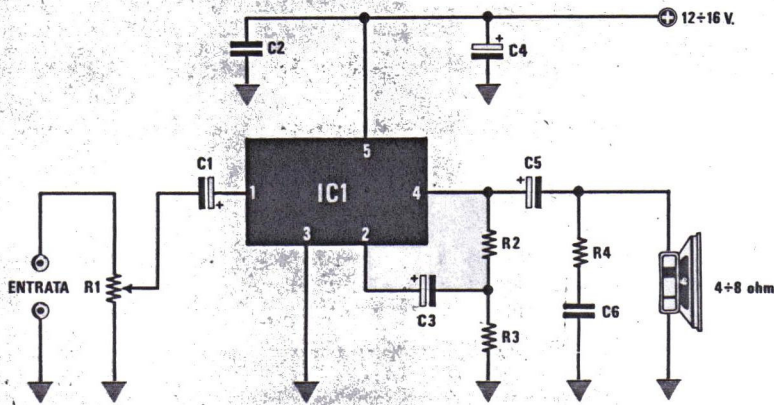 12÷16 V.
C2
+
C4
C1
+
1
IC1
5
4
3
2
C5
+
R2
R4
ENTRATA
R1
+
C3
R3
C6
4÷8 ohm